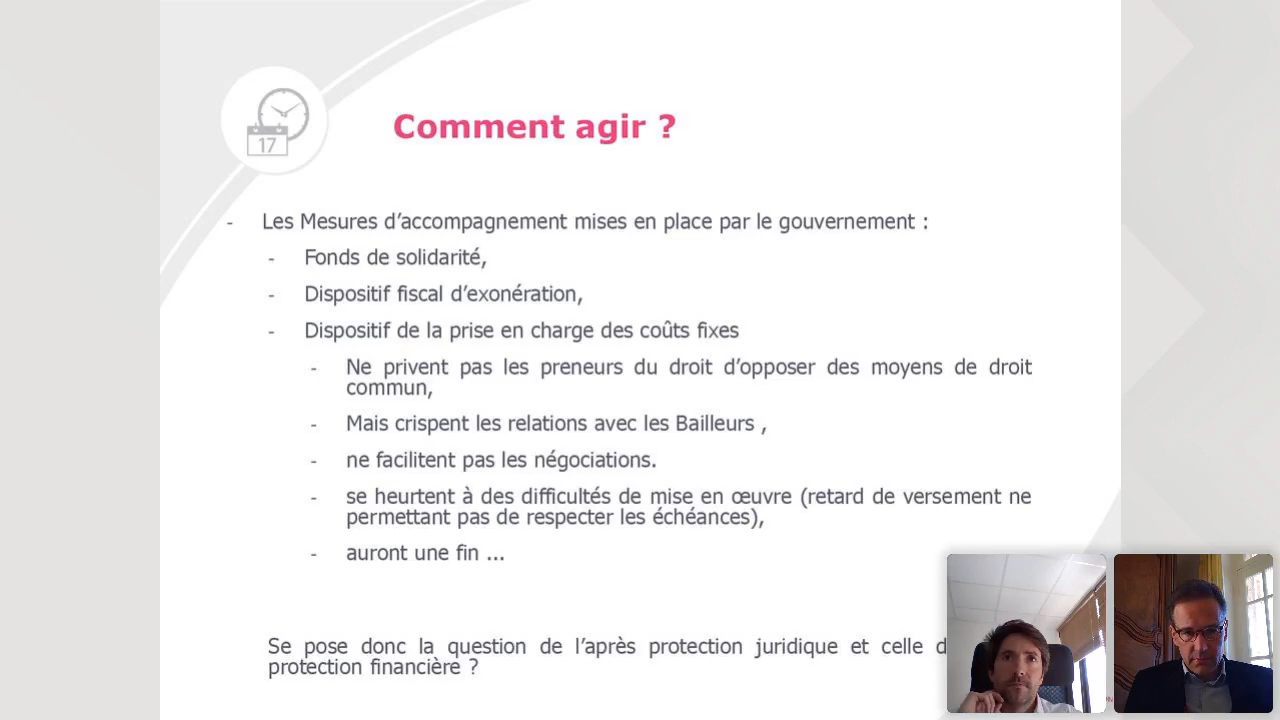 17
Comment agir ?
- Les Mesures d’accompagnement mises en place par le gouvernement :
- Fonds de solidarité,
- Dispositif fiscal d’exonération,
- Dispositif de la prise en charge des coûts fixes
- Ne privent pas les preneurs du droit d’opposer des moyens de droit
commun,
- Mais crispent les relations avec les Bailleurs ,
- ne facilitent pas les négociations.
- se heurtent à des difficultés de mise en œuvre (retard de versement ne
permettant pas de respecter les échéances),
- auront une fin ...
Se pose donc la question de l’après protection juridique et celle
protection financière ?